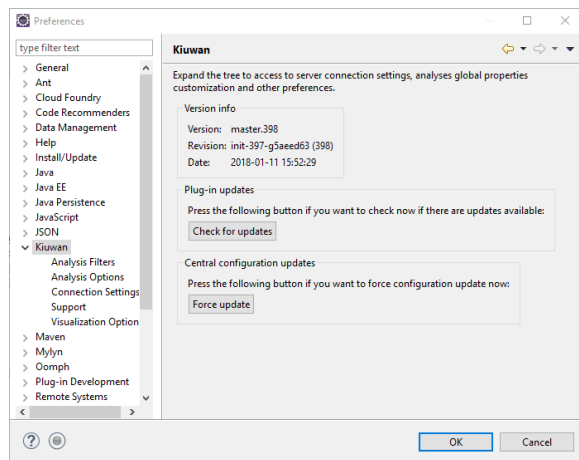 Preferences
type filter text
General
Ant
Cloud Foundry
Code Recommenders
Data Management
Help
Install/Update
Java
Java EE
Java Persistence
JavaScript
JSON
Kiuwan
Analysis Filters
Analysis Options
Connection Settings
Support
Visualization Option
Maven
Mylyn
Oomph
Plug-in Development
Remote Systems
Kiuwan
Expand the tree to access to server connection settings, analyses global properties
customization and other preferences.
Version info
Version: master.398
Revision: init-397-g5aeed63 (398)
Date: 2018-01-11 15:52:29
Plug-in updates
Press the following button if you want to check now if there are updates available:
Check for updates
Central configuration updates
Press the following button if you want to force configuration update now:
Force update
OK
Cancel